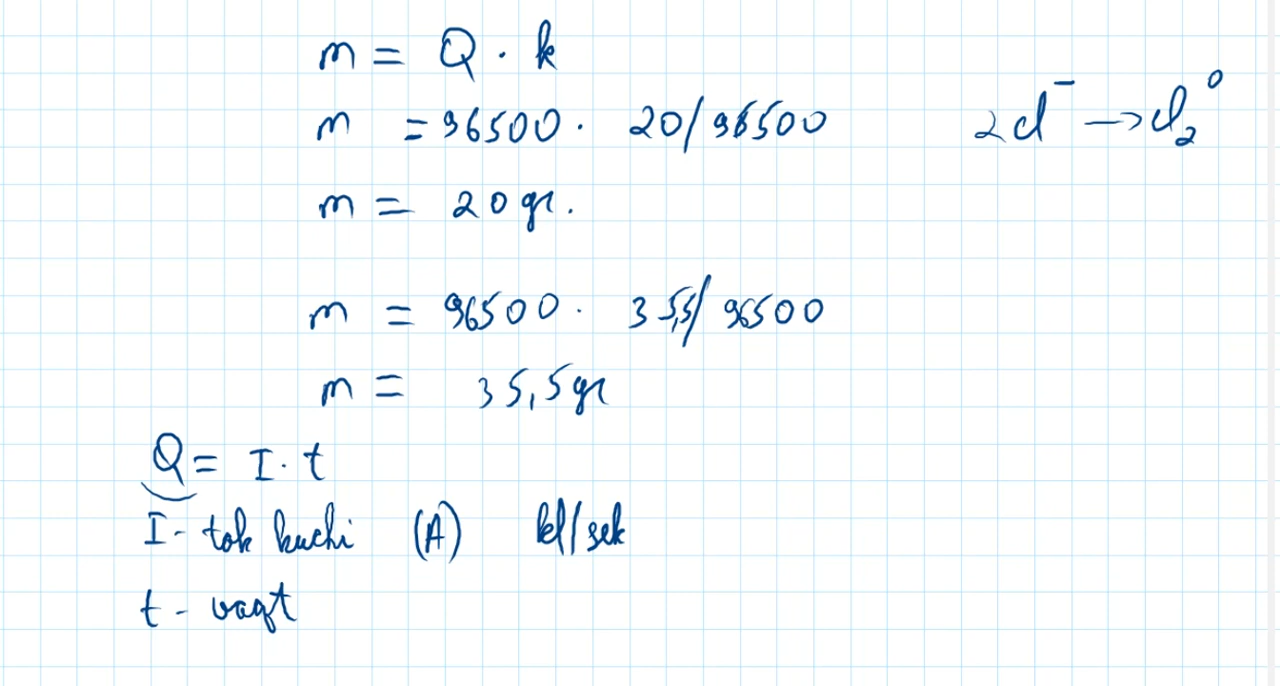 m = Q · k
m = 96500 · 20/96500
2Cl⁻ → Cl₂⁰
m = 20 gr.
m = 96500 · 35,5/96500
m = 35,5 gr
Q = I · t
I - tok kuchi (A) kl/sek
t - vaqt